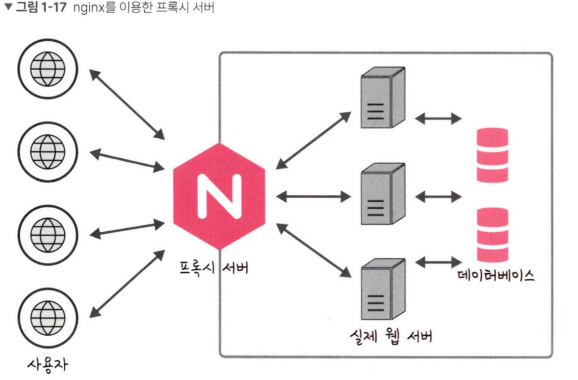 ▼ 그림 1-17 nginx를 이용한 프록시 서버
N
프록시 서버
데이터베이스
실제 웹 서버
사용자